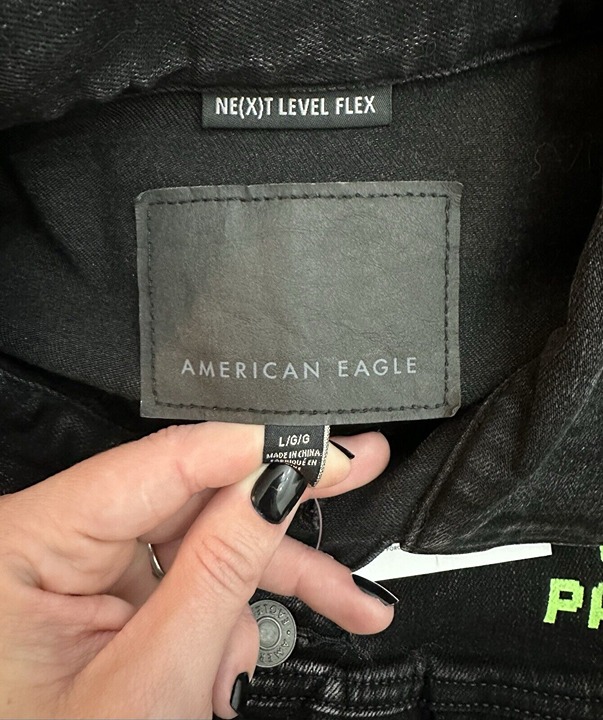 NE(X)T LEVEL FLEX
AMERICAN EAGLE
L/G/G
MADE IN CHINA